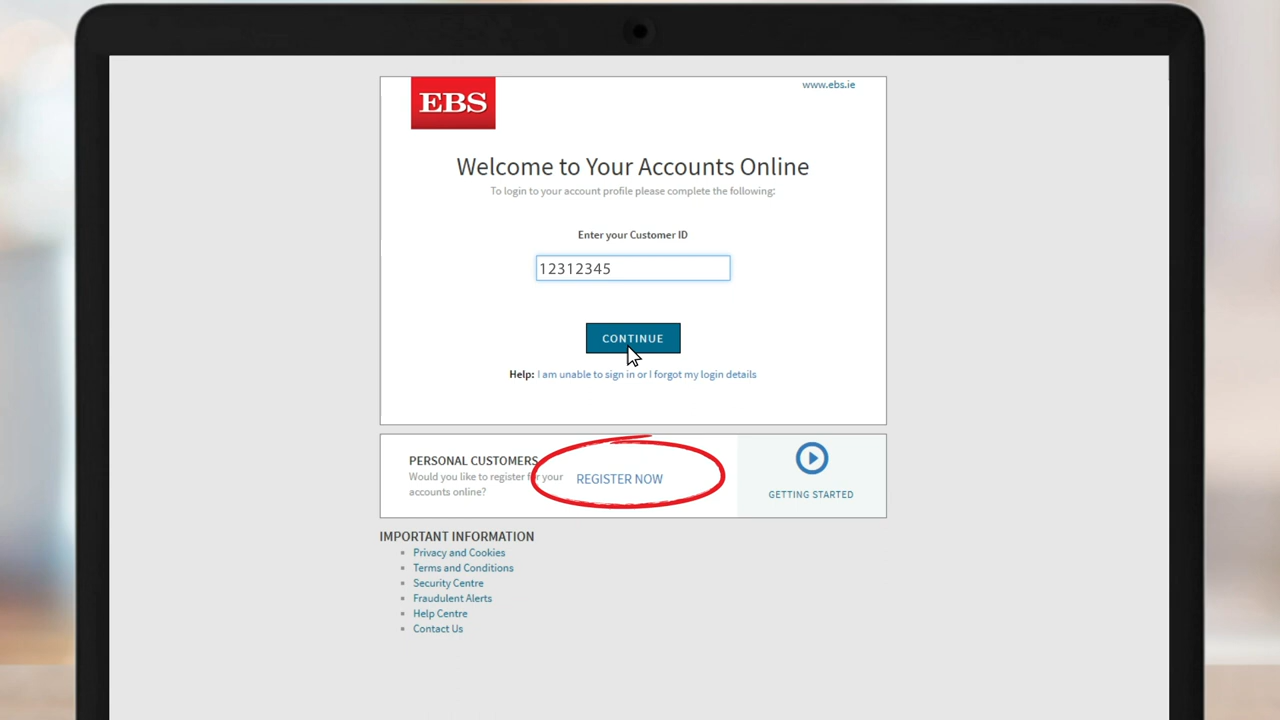 EBS
www.ebs.ie
Welcome to Your Accounts Online
To login to your account profile please complete the following:
Enter your Customer ID
12312345
CONTINUE
Help: I am unable to sign in or I forgot my login details
PERSONAL CUSTOMERS
Would you like to register for your
accounts online?
REGISTER NOW
GETTING STARTED
IMPORTANT INFORMATION
Privacy and Cookies
Terms and Conditions
Security Centre
Fraudulent Alerts
Help Centre
Contact Us